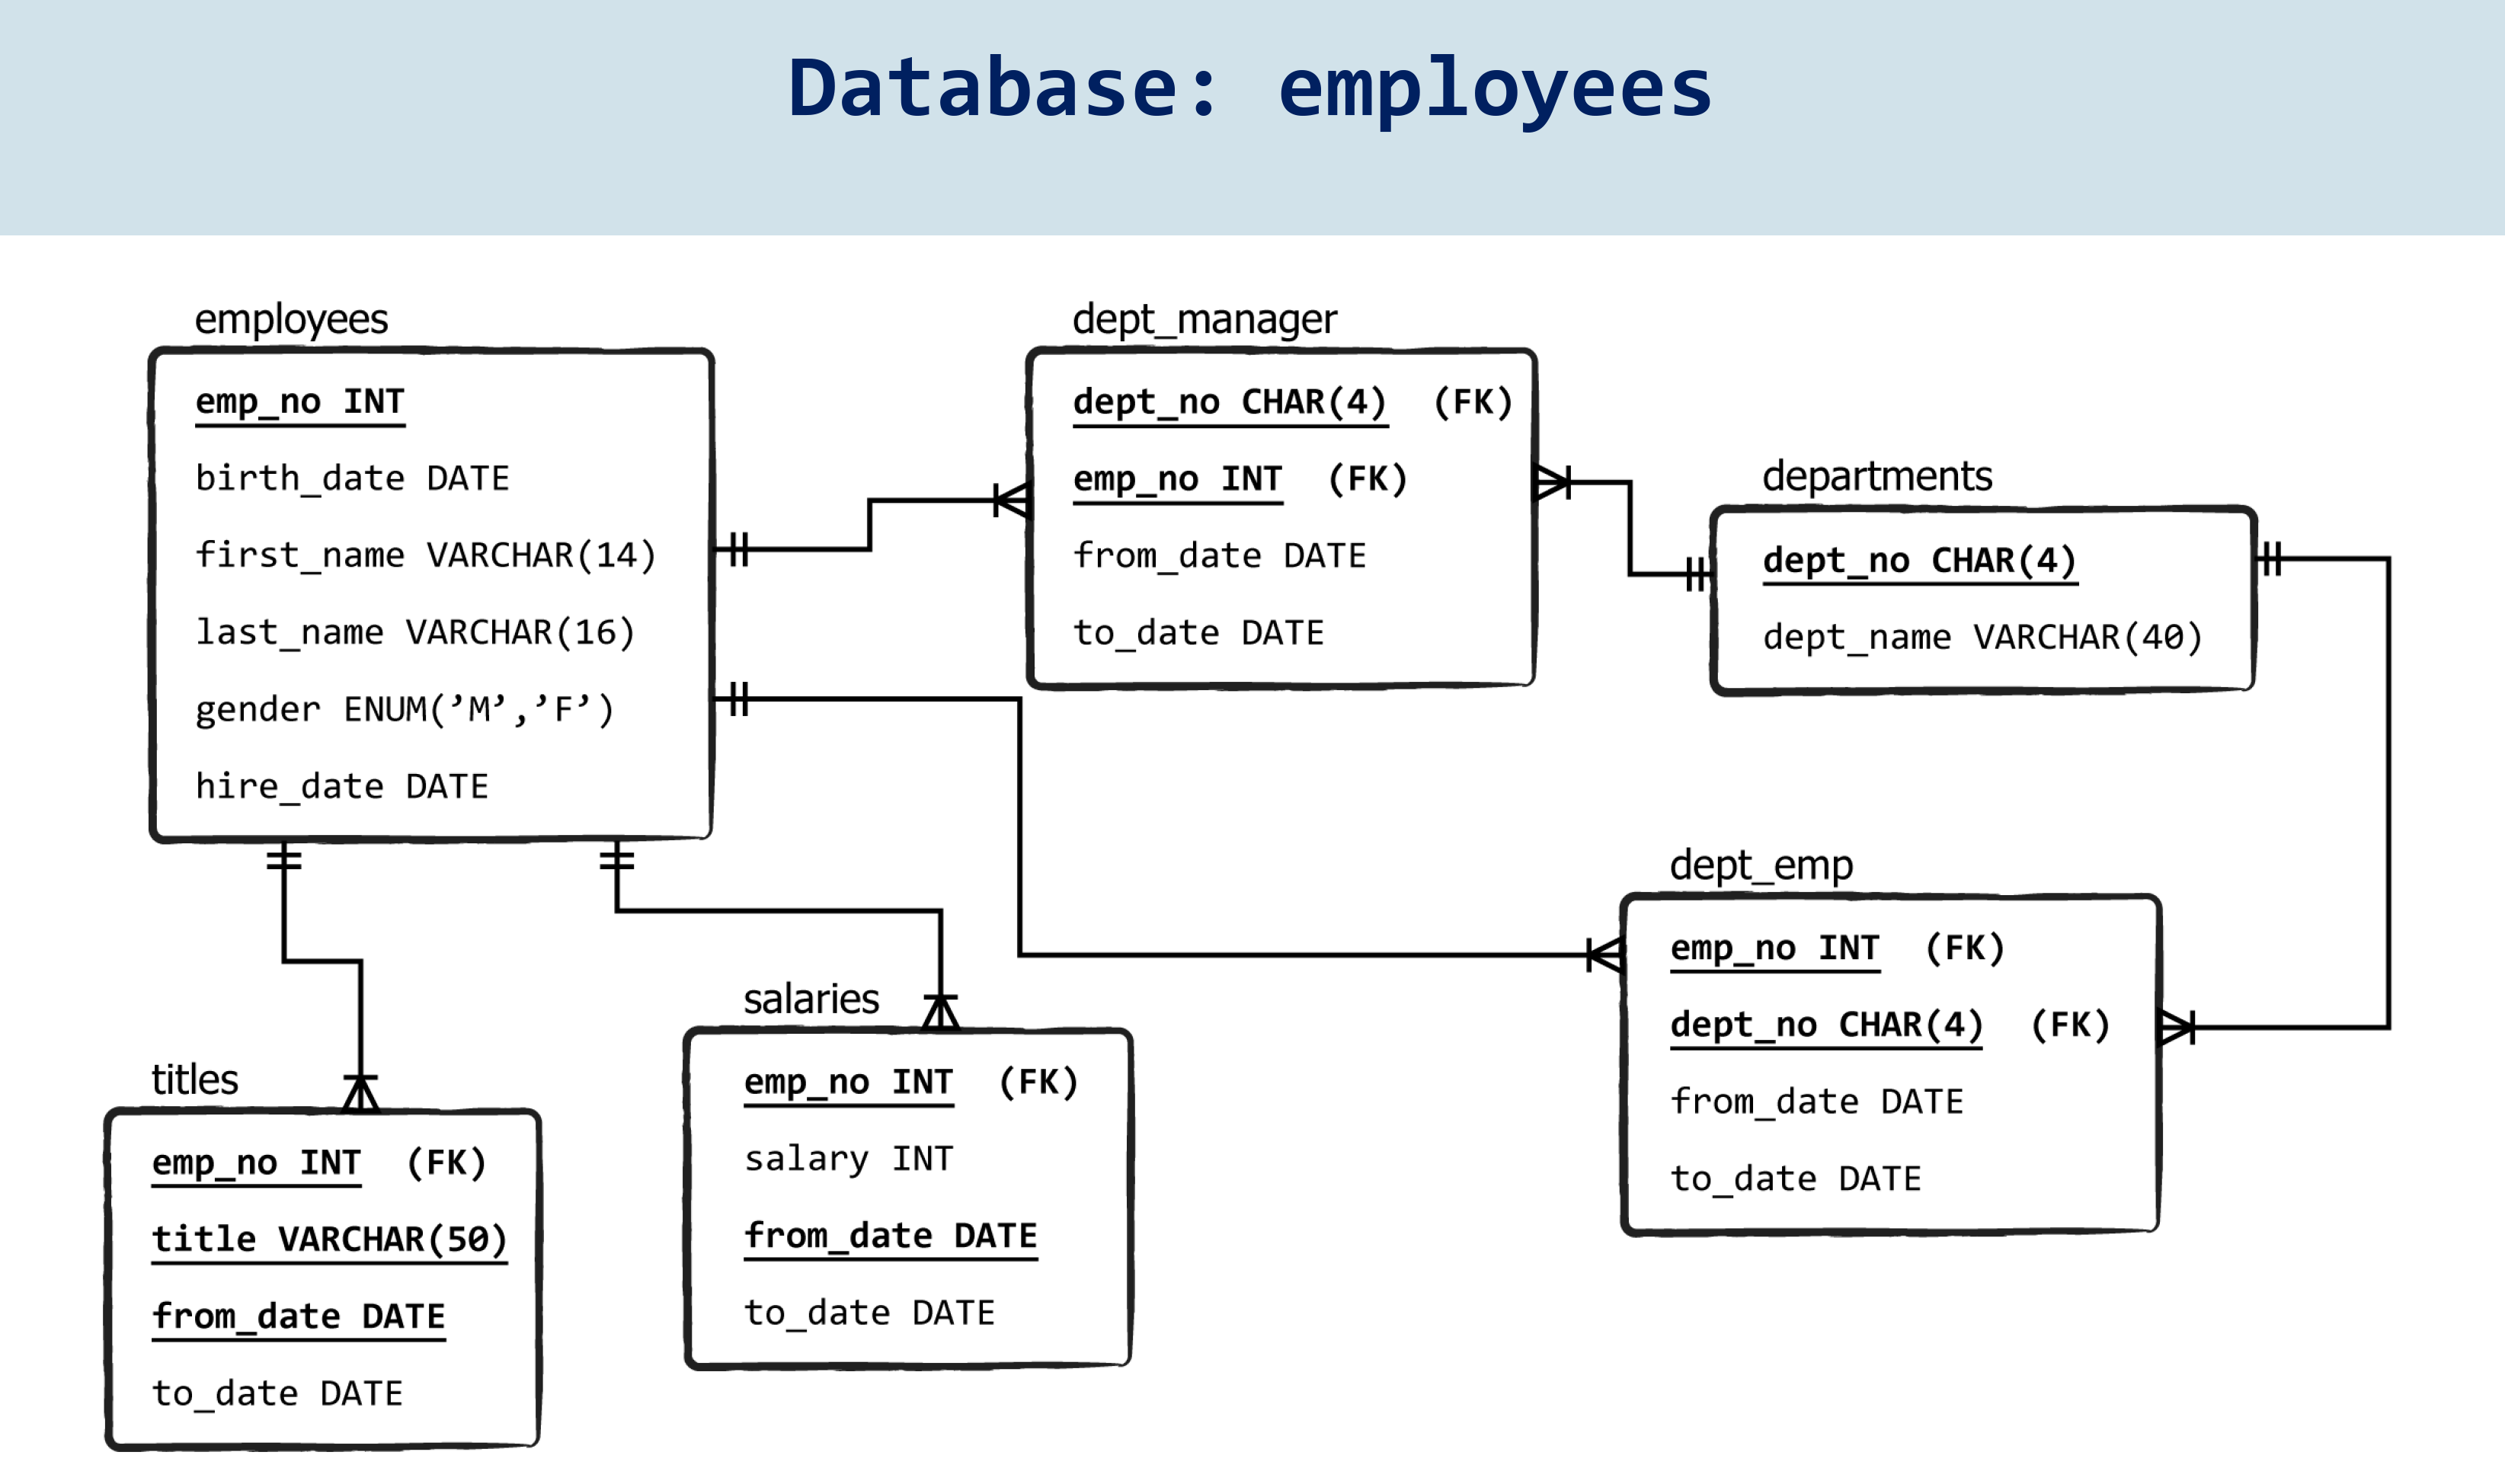 Database: employees
employees
emp_no INT
birth_date DATE
first_name VARCHAR(14)
last_name VARCHAR(16)
gender ENUM(’M’,’F’)
hire_date DATE
dept_manager
dept_no CHAR(4) (FK)
emp_no INT (FK)
from_date DATE
to_date DATE
departments
dept_no CHAR(4)
dept_name VARCHAR(40)
dept_emp
emp_no INT (FK)
dept_no CHAR(4) (FK)
from_date DATE
to_date DATE
salaries
emp_no INT (FK)
salary INT
from_date DATE
to_date DATE
titles
emp_no INT (FK)
title VARCHAR(50)
from_date DATE
to_date DATE